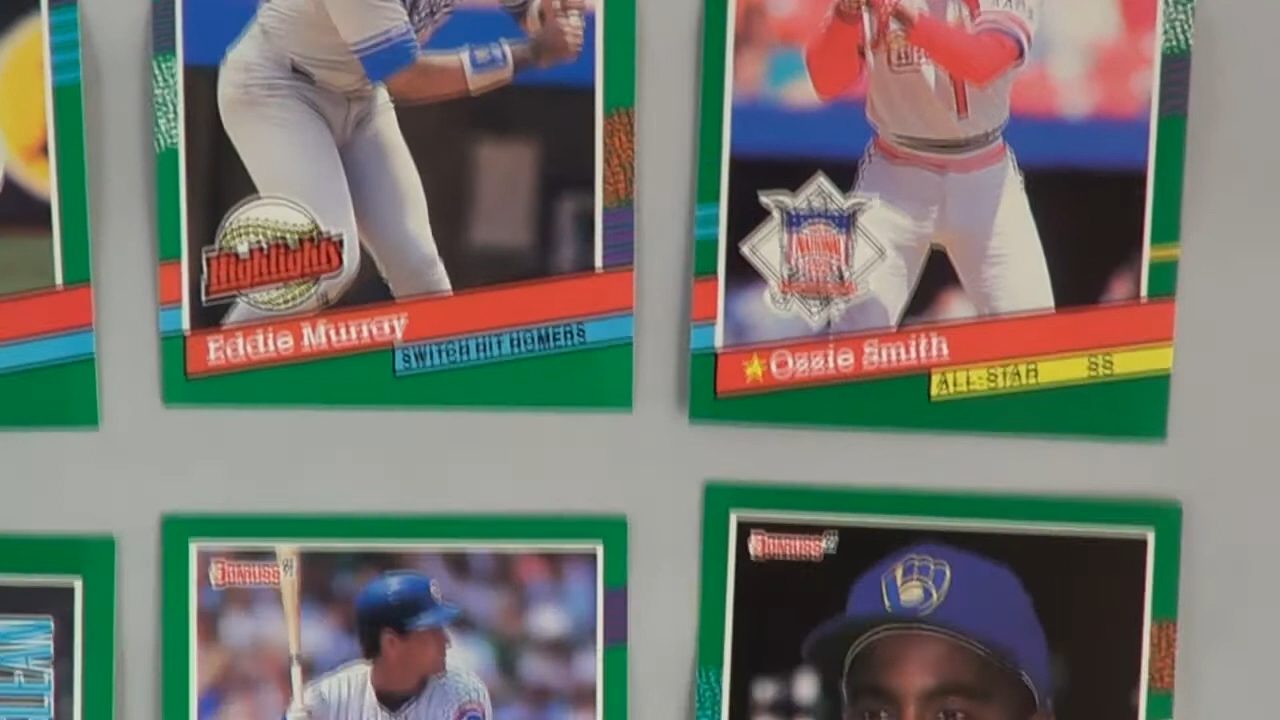 Highlights
Eddie Murray
SWITCH HIT HOMERS
Ozzie Smith
ALL-STAR SS
DONRUSS 91
DONRUSS 91